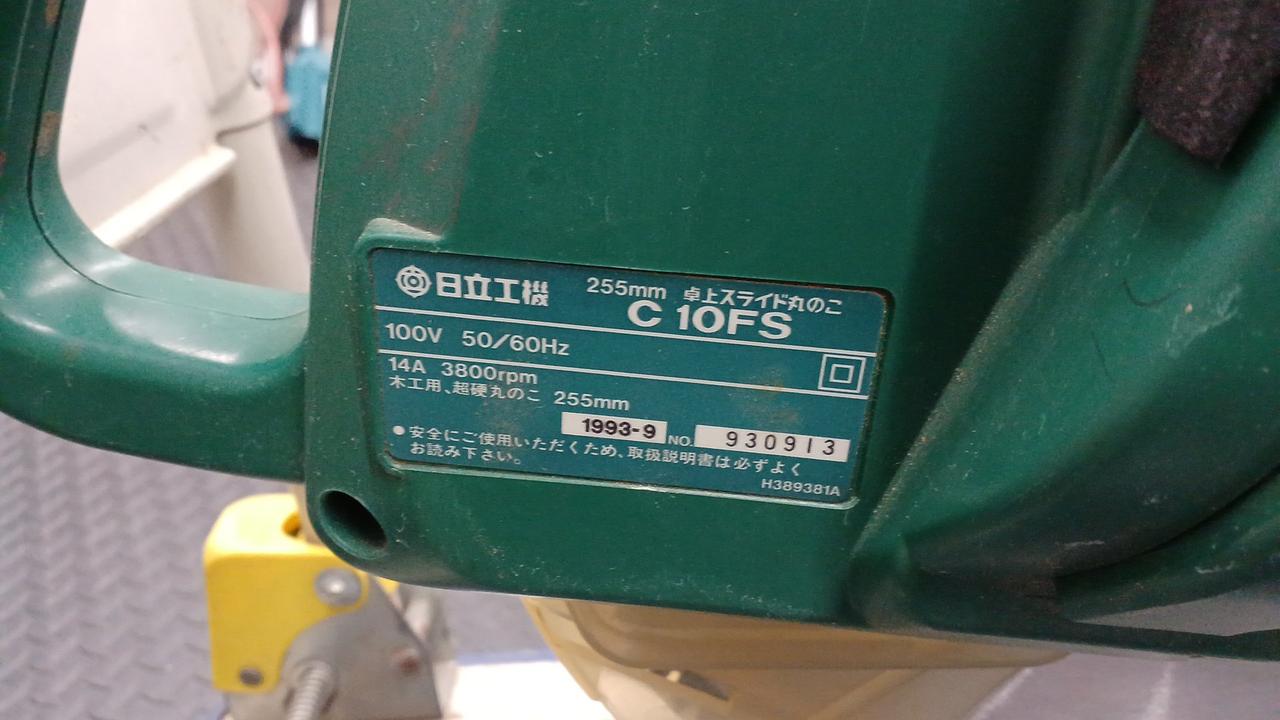 日立工機 255mm 卓上スライド丸のこ
C 10FS
100V 50/60Hz
14A 3800rpm
木工用、超硬丸のこ 255mm
1993-9 NO. 930913
● 安全にご使用いただくため、取扱説明書は必ずよく
お読み下さい。
H389381A